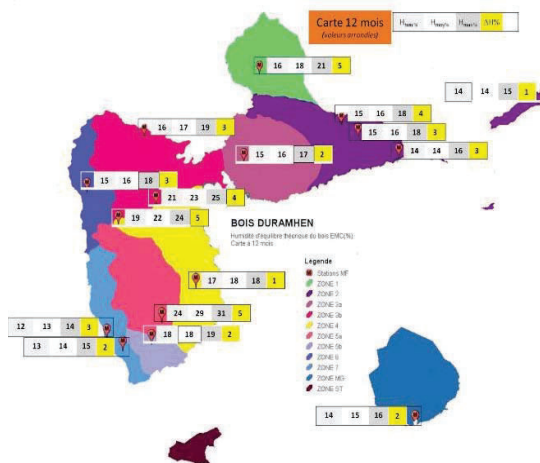 Carte 12 mois
(valeurs arrondies)
Hmin% Hmoy% Hmax% ΔH%
16 18 21 5
14 14 15 1
15 16 18 4
16 17 19 3
15 16 18 3
15 16 17 2
14 14 16 3
15 16 18 3
21 23 25 4
19 22 24 5
BOIS DURAMHEN
Humidité d'équilibre théorique du bois EMC(%)
Carte à 12 mois
Légende
Stations MF
ZONE 1
ZONE 2
ZONE 3a
ZONE 3b
ZONE 4
ZONE 5a
ZONE 5b
ZONE 6
ZONE 7
ZONE MG
ZONE ST
17 18 18 1
24 29 31 5
12 13 14 3
18 18 19 2
13 14 15 2
14 15 16 2